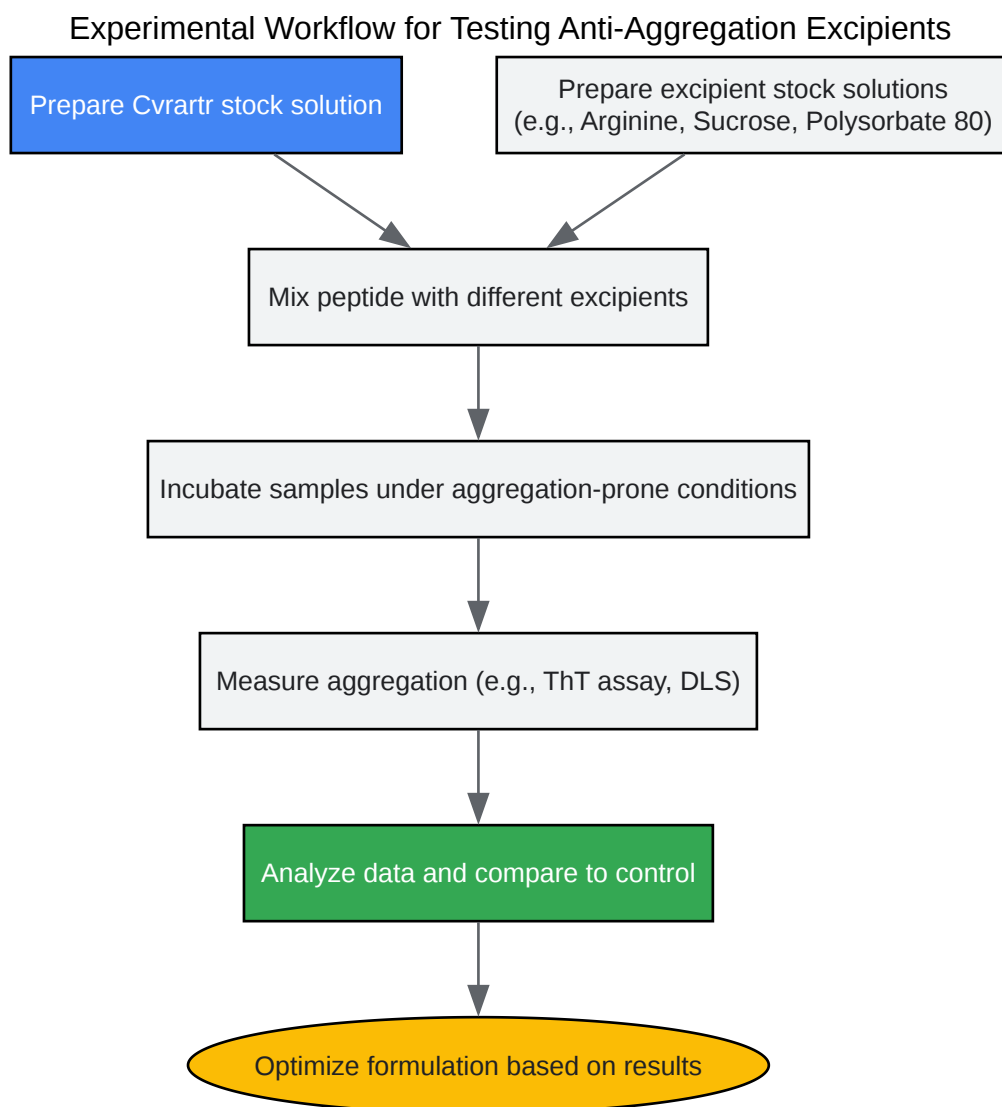 Experimental Workflow for Testing Anti-Aggregation Excipients
Prepare Cvrartr stock solution
Prepare excipient stock solutions
(e.g., Arginine, Sucrose, Polysorbate 80)
Mix peptide with different excipients
Incubate samples under aggregation-prone conditions
Measure aggregation (e.g., ThT assay, DLS)
Analyze data and compare to control
Optimize formulation based on results